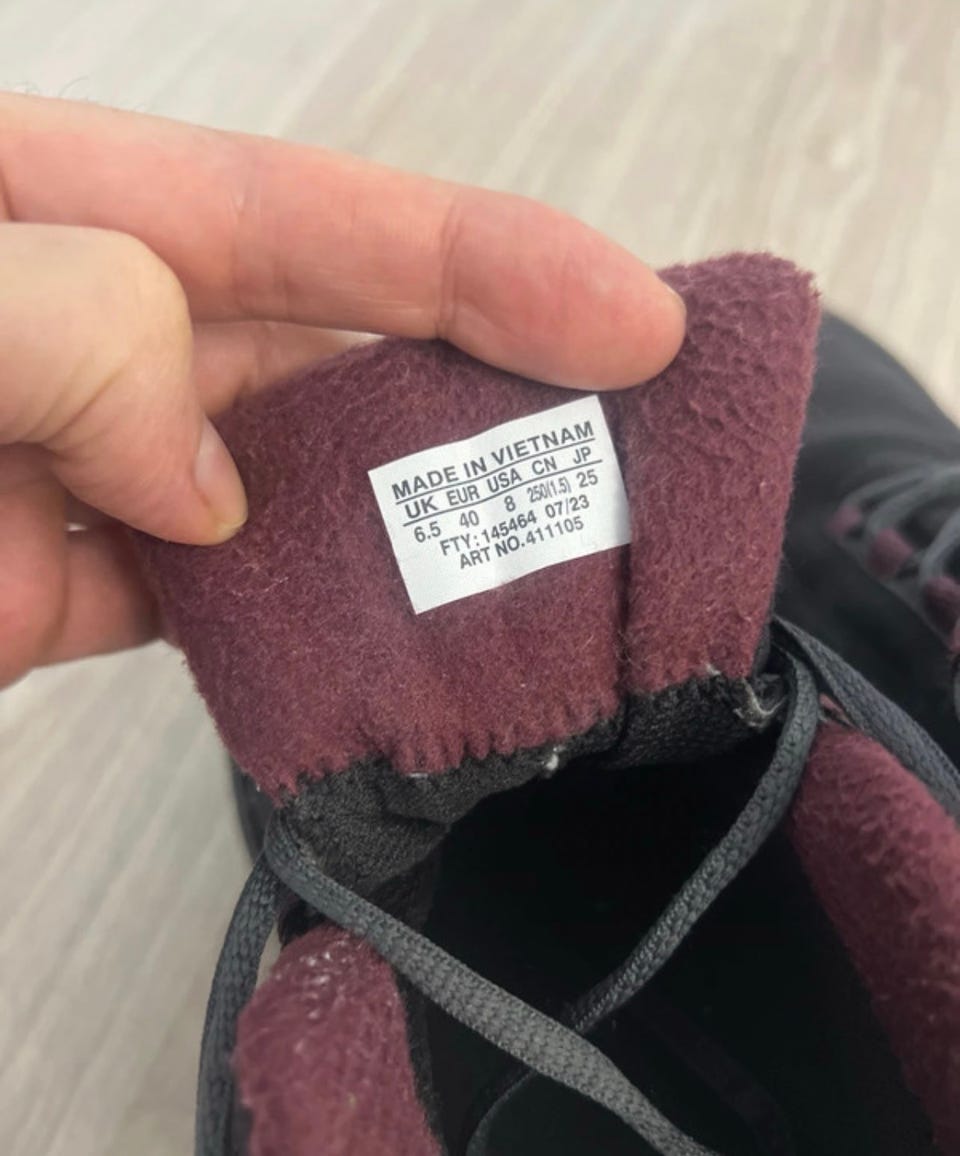 MADE IN VIETNAM
UK EUR USA CN JP
6.5 40 8 250(1.5) 25
FTY:145464 07/23
ART NO.411105